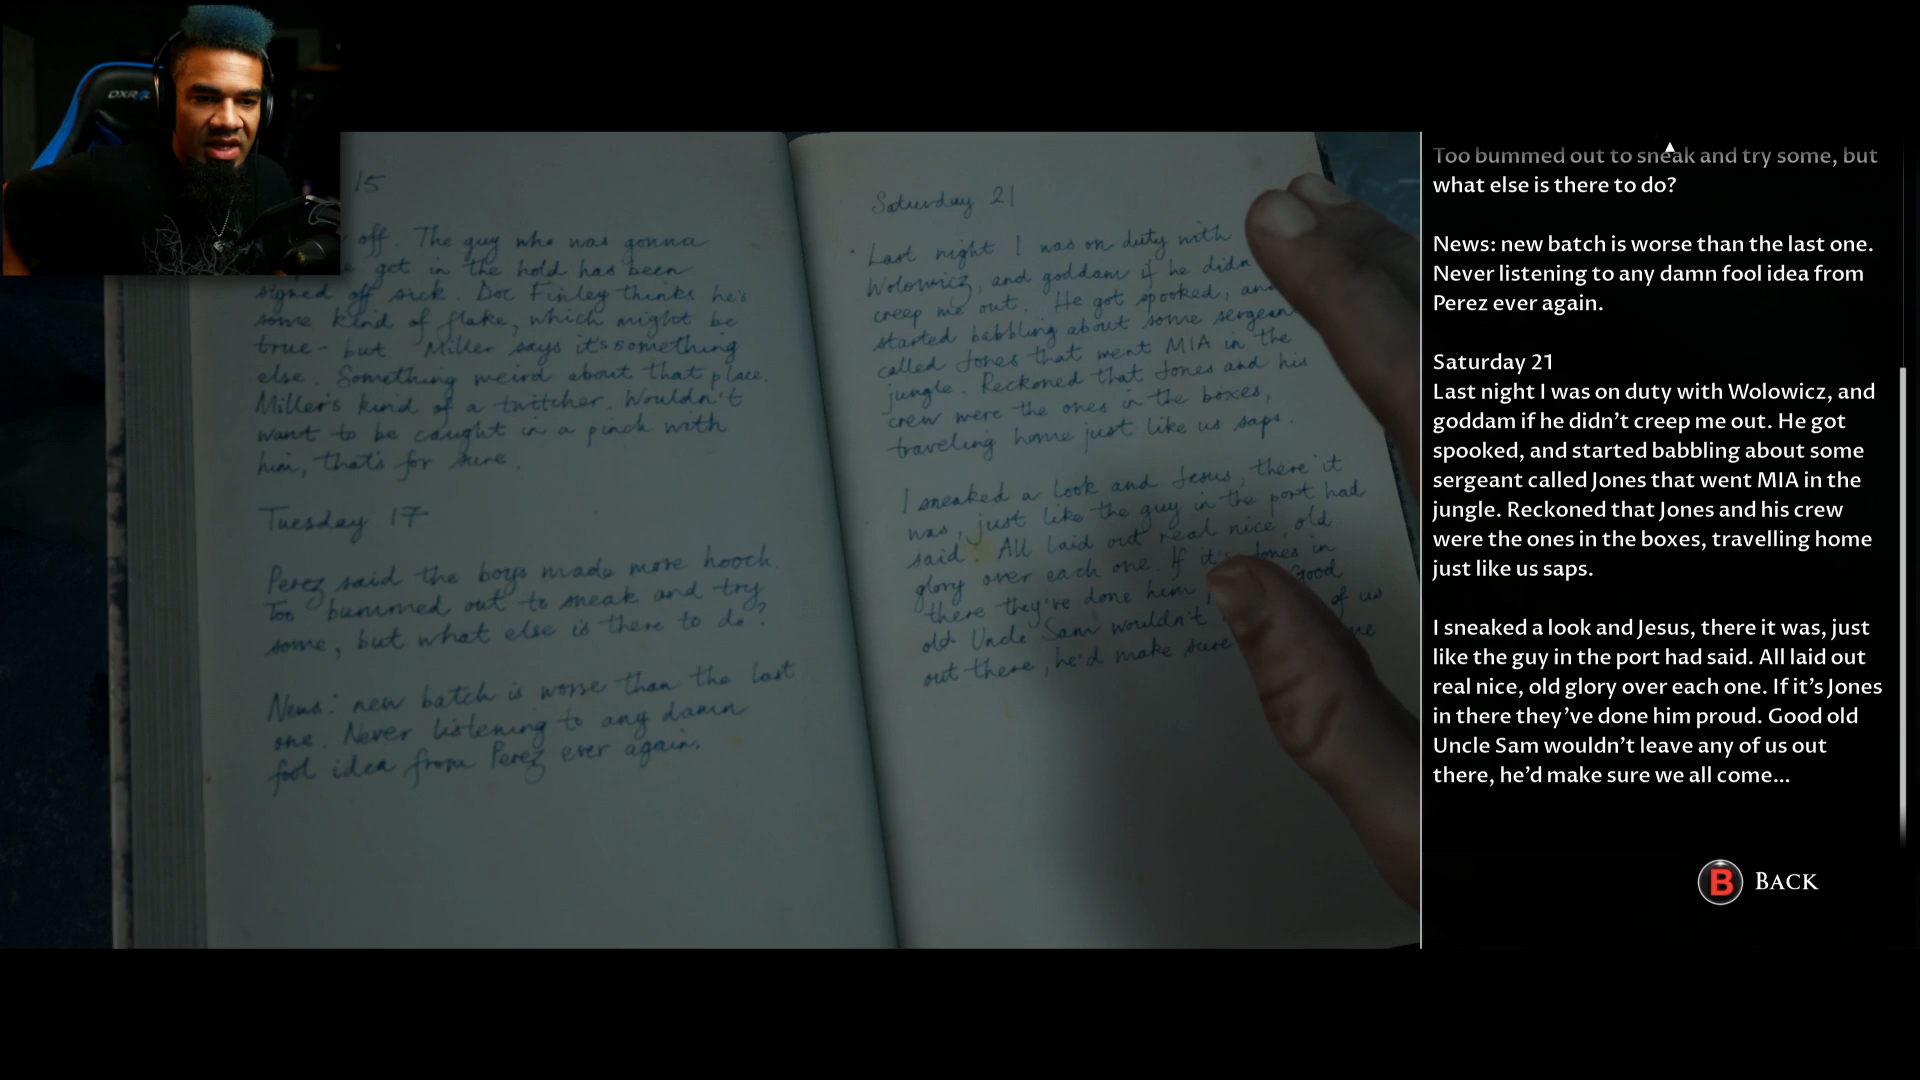 DXR
15
off. The guy who was gonna
get in the hold has been
signed off sick. Doc Finley thinks he's
some kind of flake, which might be
true - but Miller says it's something
else. Something weird about that place.
Miller's kind of a twitcher. Wouldn't
want to be caught in a pinch with
him, that's for sure.
Tuesday 17
Perez said the boys made more hooch.
Too bummed out to sneak and try
some, but what else is there to do?
News: new batch is worse than the last
one. Never listening to any damn
fool idea from Perez ever again.
Saturday 21
Last night I was on duty with
Wolowicz, and goddam if he didn
creep me out. He got spooked, and
started babbling about some sergean
called Jones that went MIA in the
jungle. Reckoned that Jones and his
crew were the ones in the boxes,
traveling home just like us saps.
I sneaked a look and Jesus, there it
was, just like the guy in the port had
said. All laid out real nice, old
glory over each one. If it's Jones in
there they've done him Good
old Uncle Sam wouldn't of us
out there, he'd make sure
Too bummed out to sneak and try some, but
what else is there to do?
News: new batch is worse than the last one.
Never listening to any damn fool idea from
Perez ever again.
Saturday 21
Last night I was on duty with Wolowicz, and
goddam if he didn't creep me out. He got
spooked, and started babbling about some
sergeant called Jones that went MIA in the
jungle. Reckoned that Jones and his crew
were the ones in the boxes, travelling home
just like us saps.
I sneaked a look and Jesus, there it was, just
like the guy in the port had said. All laid out
real nice, old glory over each one. If it's Jones
in there they've done him proud. Good old
Uncle Sam wouldn't leave any of us out
there, he'd make sure we all come...
B BACK